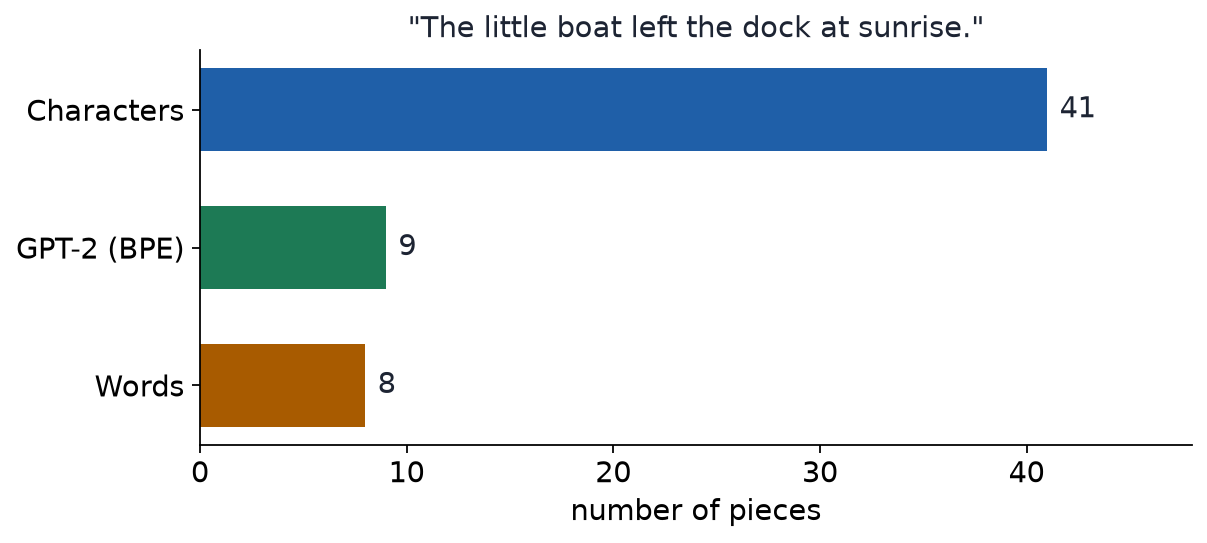 "The little boat left the dock at sunrise."
Characters
41
GPT-2 (BPE)
9
Words
8
0 10 20 30 40
number of pieces